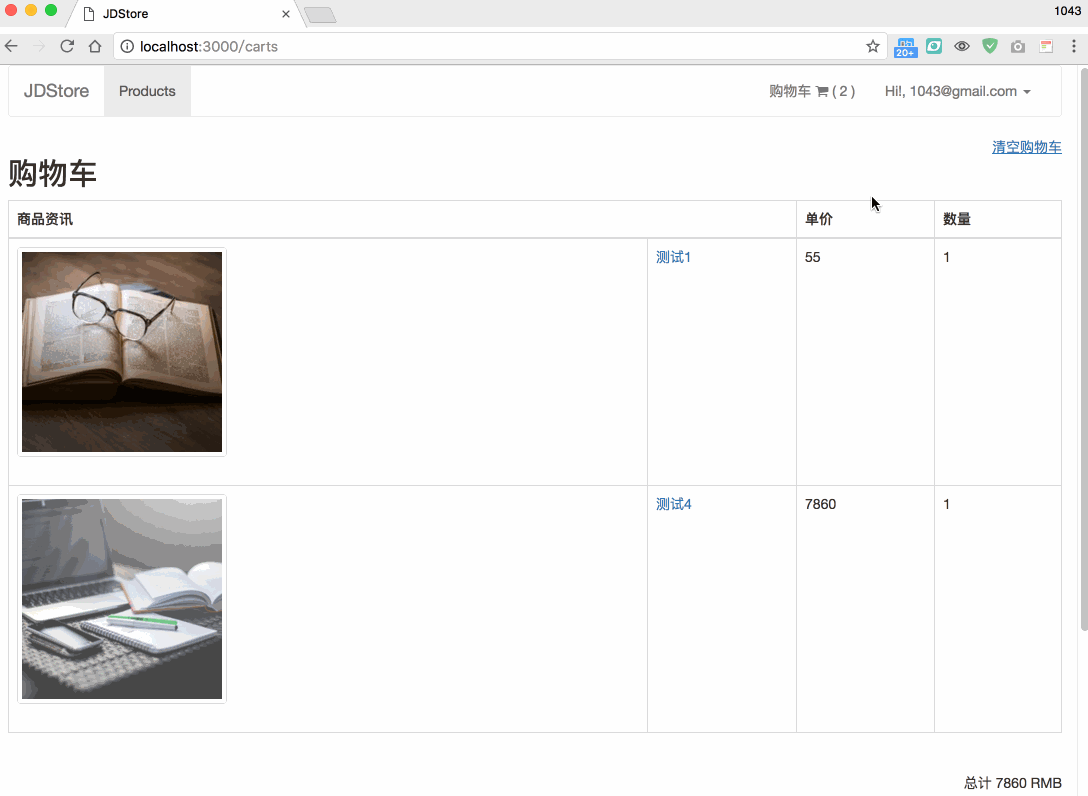 JDStore
1043
localhost:3000/carts
20+
JDStore Products 购物车 ( 2 ) Hi!, 1043@gmail.com
清空购物车
购物车
商品资讯 单价 数量
测试1 55 1
测试4 7860 1
总计 7860 RMB